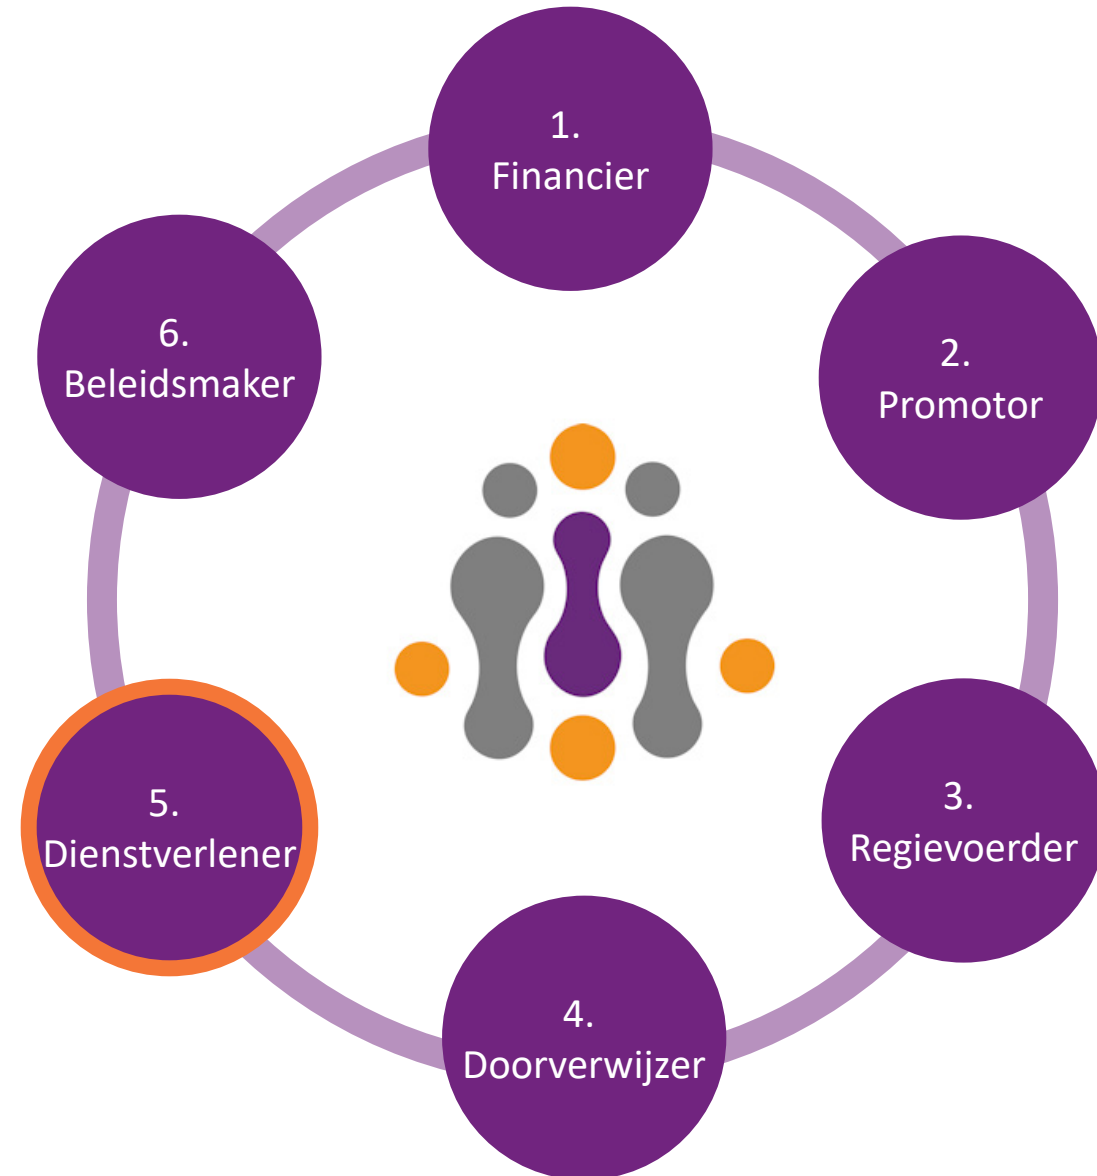 1.
Financier
2.
Promotor
3.
Regievoerder
4.
Doorverwijzer
5.
Dienstverlener
6.
Beleidsmaker